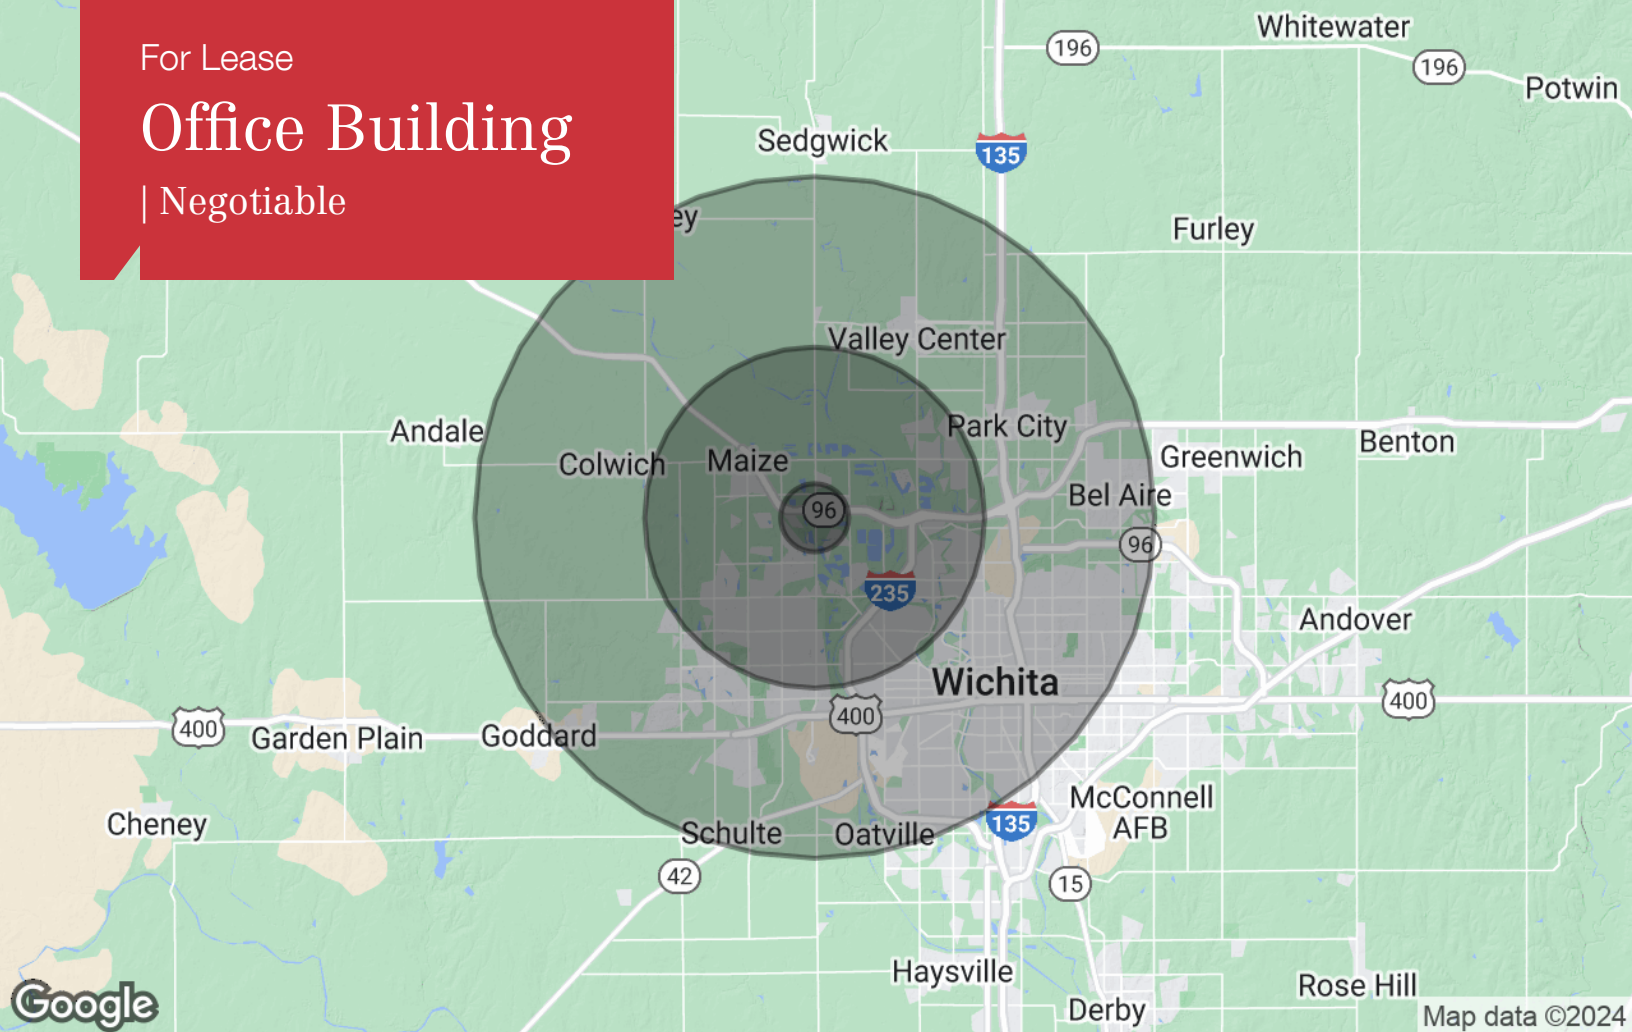 For Lease
Office Building
| Negotiable
Whitewater
196
196
Potwin
Sedgwick
135
ey
Furley
Valley Center
Andale
Park City
Benton
Colwich
Maize
Greenwich
Bel Aire
96
96
235
Andover
Wichita
400
400
400
Garden Plain
Goddard
McConnell
AFB
Cheney
Schulte
Oatville
135
42
15
Haysville
Rose Hill
Derby
Google
Map data ©2024